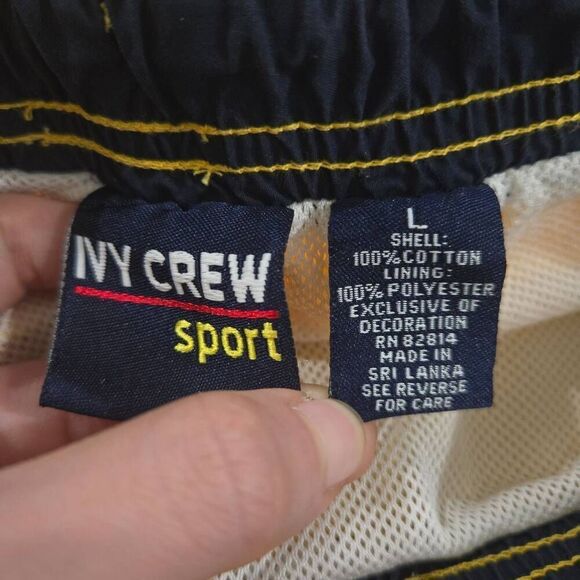 IVY CREW
sport
L
SHELL:
100% COTTON
LINING:
100% POLYESTER
EXCLUSIVE OF
DECORATION
RN 82814
MADE IN
SRI LANKA
SEE REVERSE
FOR CARE